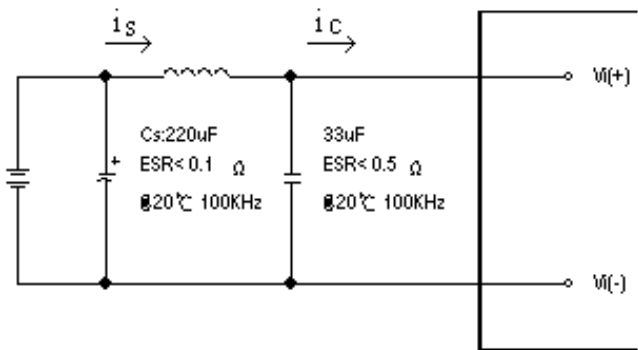 iS
iC
Vi(+)
Cs:220uF
ESR<0.1 Ω
20℃ 100KHz
33uF
ESR<0.5 Ω
20℃ 100KHz
+
Vi(-)